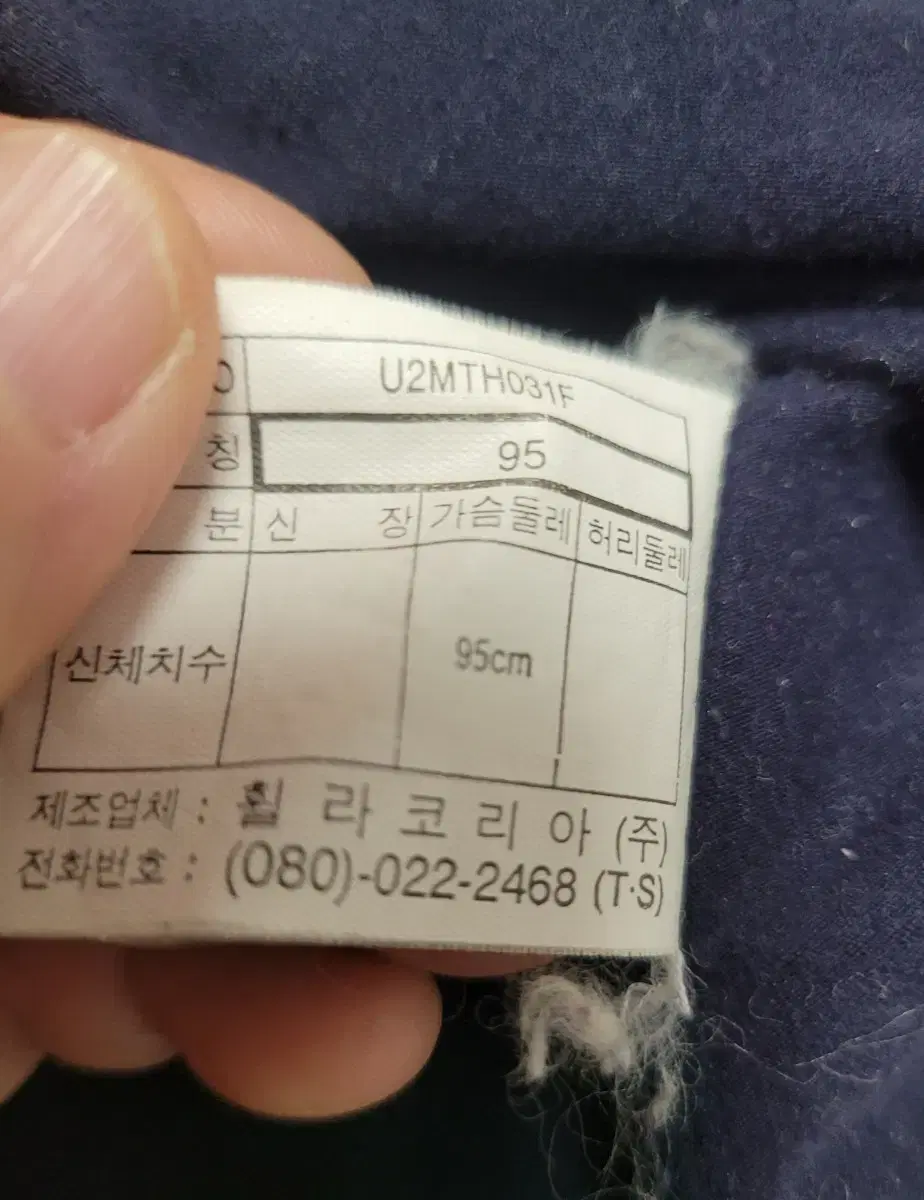 O U2MTH031F
칭 95
분 신 장 가슴둘레 허리둘레
신체치수 95cm
제조업체 : 휠 라 코 리 아 (주)
전화번호 : (080)-022-2468 (T·S)